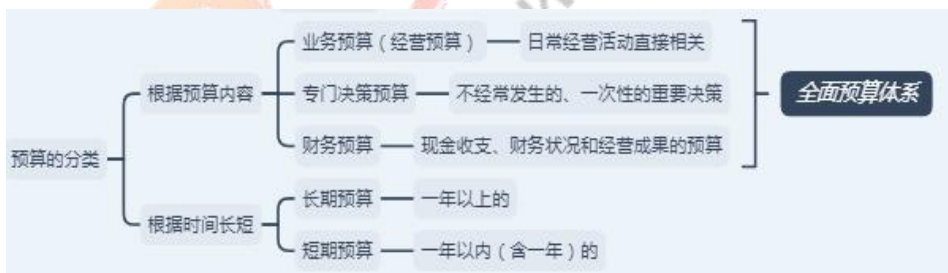 预算的分类
根据预算内容
业务预算（经营预算）
日常经营活动直接相关
专门决策预算
不经常发生的、一次性的重要决策
财务预算
现金收支、财务状况和经营成果的预算
全面预算体系
根据时间长短
长期预算
一年以上的
短期预算
一年以内（含一年）的